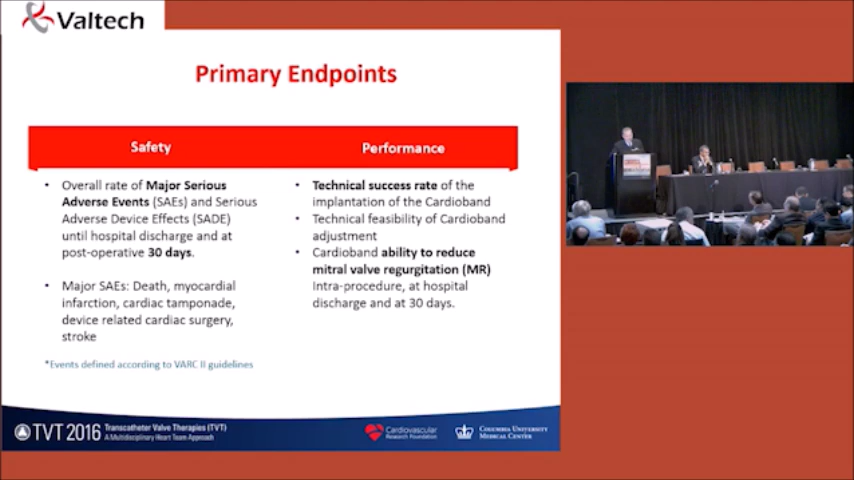 Valtech
Primary Endpoints
Safety
• Overall rate of Major Serious
Adverse Events (SAEs) and Serious
Adverse Device Effects (SADE)
until hospital discharge and at
post-operative 30 days.
• Major SAEs: Death, myocardial
infarction, cardiac tamponade,
device related cardiac surgery,
stroke
*Events defined according to VARC II guidelines
Performance
• Technical success rate of the
implantation of the Cardioband
• Technical feasibility of Cardioband
adjustment
• Cardioband ability to reduce
mitral valve regurgitation (MR)
Intra-procedure, at hospital
discharge and at 30 days.
TVT 2016
Transcatheter Valve Therapies (TVT)
A Multidisciplinary Heart Team Approach
Cardiovascular
Research Foundation
Columbia University
Medical Center